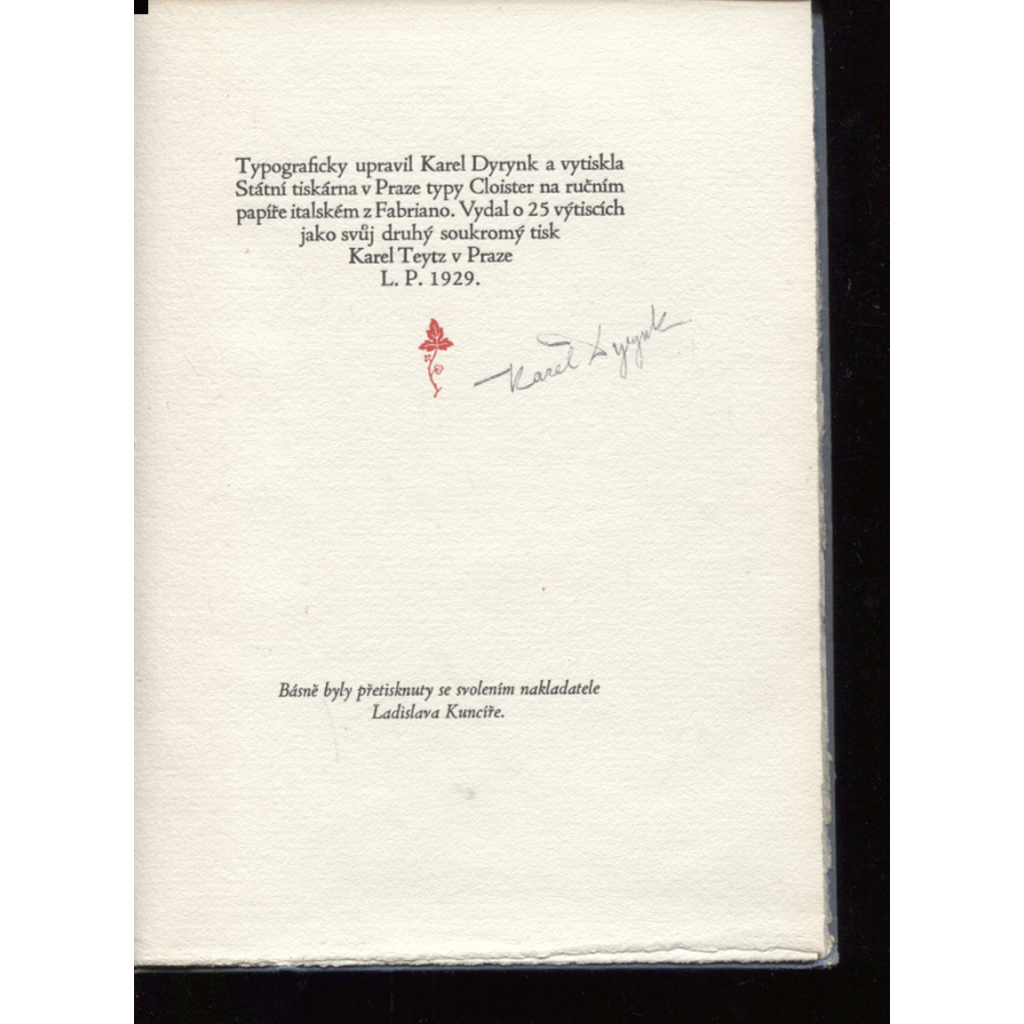 Typograficky upravil Karel Dyrynk a vytiskla
Státní tiskárna v Praze typy Cloister na ručním
papíře italském z Fabriano. Vydal o 25 výtiscích
jako svůj druhý soukromý tisk
Karel Teytz v Praze
L. P. 1929.
Karel Dyrynk
Básně byly přetisknuty se svolením nakladatele
Ladislava Kuncíře.